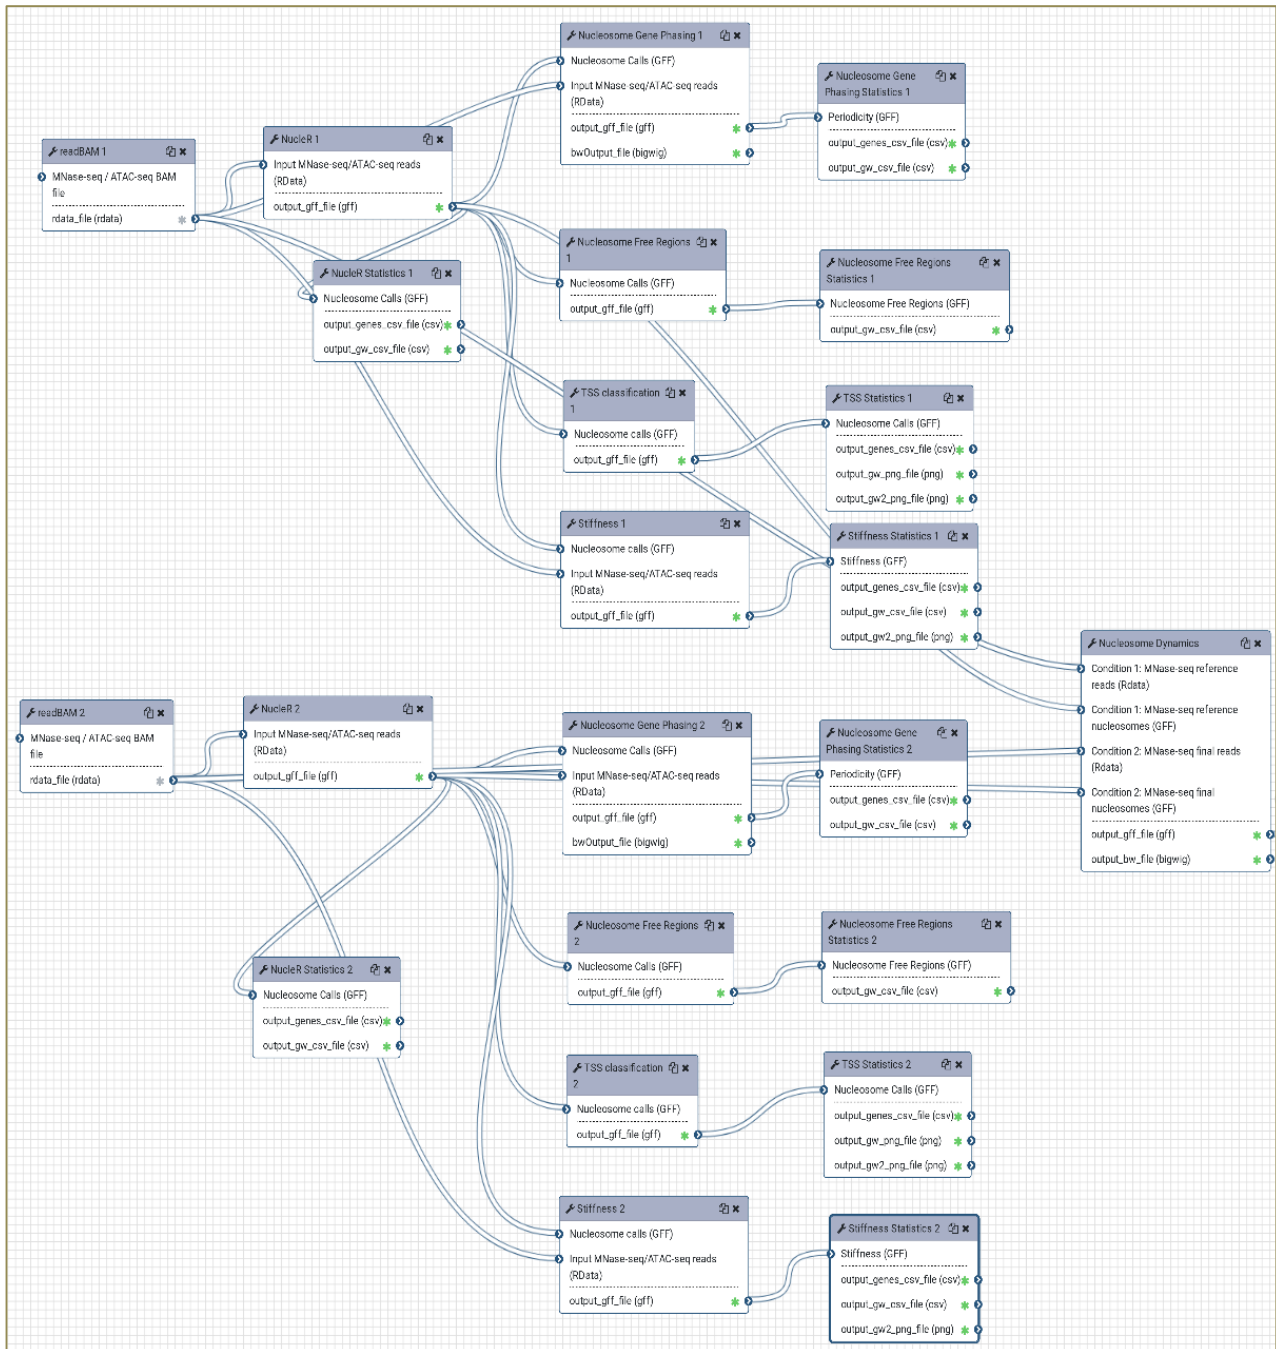 Nucleosome Gene Phasing 1
Nucleosome Calls (GFF)
Input MNase-seq/ATAC-seq reads
(RData)
output_gff_file (gff)
bwOutput_file (bigwig)
Nucleosome Gene
Phasing Statistics 1
Periodicity (GFF)
output_genes_csv_file (csv)
output_gw_csv_file (csv)
readBAM 1
MNase-seq / ATAC-seq BAM
file
rdata_file (rdata)
NucleR 1
Input MNase-seq/ATAC-seq reads
(RData)
output_gff_file (gff)
NucleR Statistics 1
Nucleosome Calls (GFF)
output_genes_csv_file (csv)
output_gw_csv_file (csv)
Nucleosome Free Regions
1
Nucleosome Calls (GFF)
output_gff_file (gff)
Nucleosome Free Regions
Statistics 1
Nucleosome Free Regions (GFF)
output_gw_csv_file (csv)
TSS classification
1
Nucleosome calls (GFF)
output_gff_file (gff)
TSS Statistics 1
Nucleosome Calls (GFF)
output_genes_csv_file (csv)
output_gw_png_file (png)
output_gw2_png_file (png)
Stiffness 1
Nucleosome calls (GFF)
Input MNase-seq/ATAC-seq reads
(RData)
output_gff_file (gff)
Stiffness Statistics 1
Stiffness (GFF)
output_genes_csv_file (csv)
output_gw_csv_file (csv)
output_gw2_png_file (png)
Nucleosome Dynamics
Condition 1: MNase-seq reference
reads (Rdata)
Condition 1: MNase-seq reference
nucleosomes (GFF)
Condition 2: MNase-seq final reads
(Rdata)
Condition 2: MNase-seq final
nucleosomes (GFF)
output_gff_file (gff)
output_bw_file (bigwig)
readBAM 2
MNase-seq / ATAC-seq BAM
file
rdata_file (rdata)
NucleR 2
Input MNase-seq/ATAC-seq reads
(RData)
output_gff_file (gff)
Nucleosome Gene Phasing 2
Nucleosome Calls (GFF)
Input MNase-seq/ATAC-seq reads
(RData)
output_gff_file (gff)
bwOutput_file (bigwig)
Nucleosome Gene
Phasing Statistics 2
Periodicity (GFF)
output_genes_csv_file (csv)
output_gw_csv_file (csv)
NucleR Statistics 2
Nucleosome Calls (GFF)
output_genes_csv_file (csv)
output_gw_csv_file (csv)
Nucleosome Free Regions
2
Nucleosome Calls (GFF)
output_gff_file (gff)
Nucleosome Free Regions
Statistics 2
Nucleosome Free Regions (GFF)
output_gw_csv_file (csv)
TSS classification
2
Nucleosome calls (GFF)
output_gff_file (gff)
TSS Statistics 2
Nucleosome Calls (GFF)
output_genes_csv_file (csv)
output_gw_png_file (png)
output_gw2_png_file (png)
Stiffness 2
Nucleosome calls (GFF)
Input MNase-seq/ATAC-seq reads
(RData)
output_gff_file (gff)
Stiffness Statistics 2
Stiffness (GFF)
output_genes_csv_file (csv)
output_gw_csv_file (csv)
output_gw2_png_file (png)